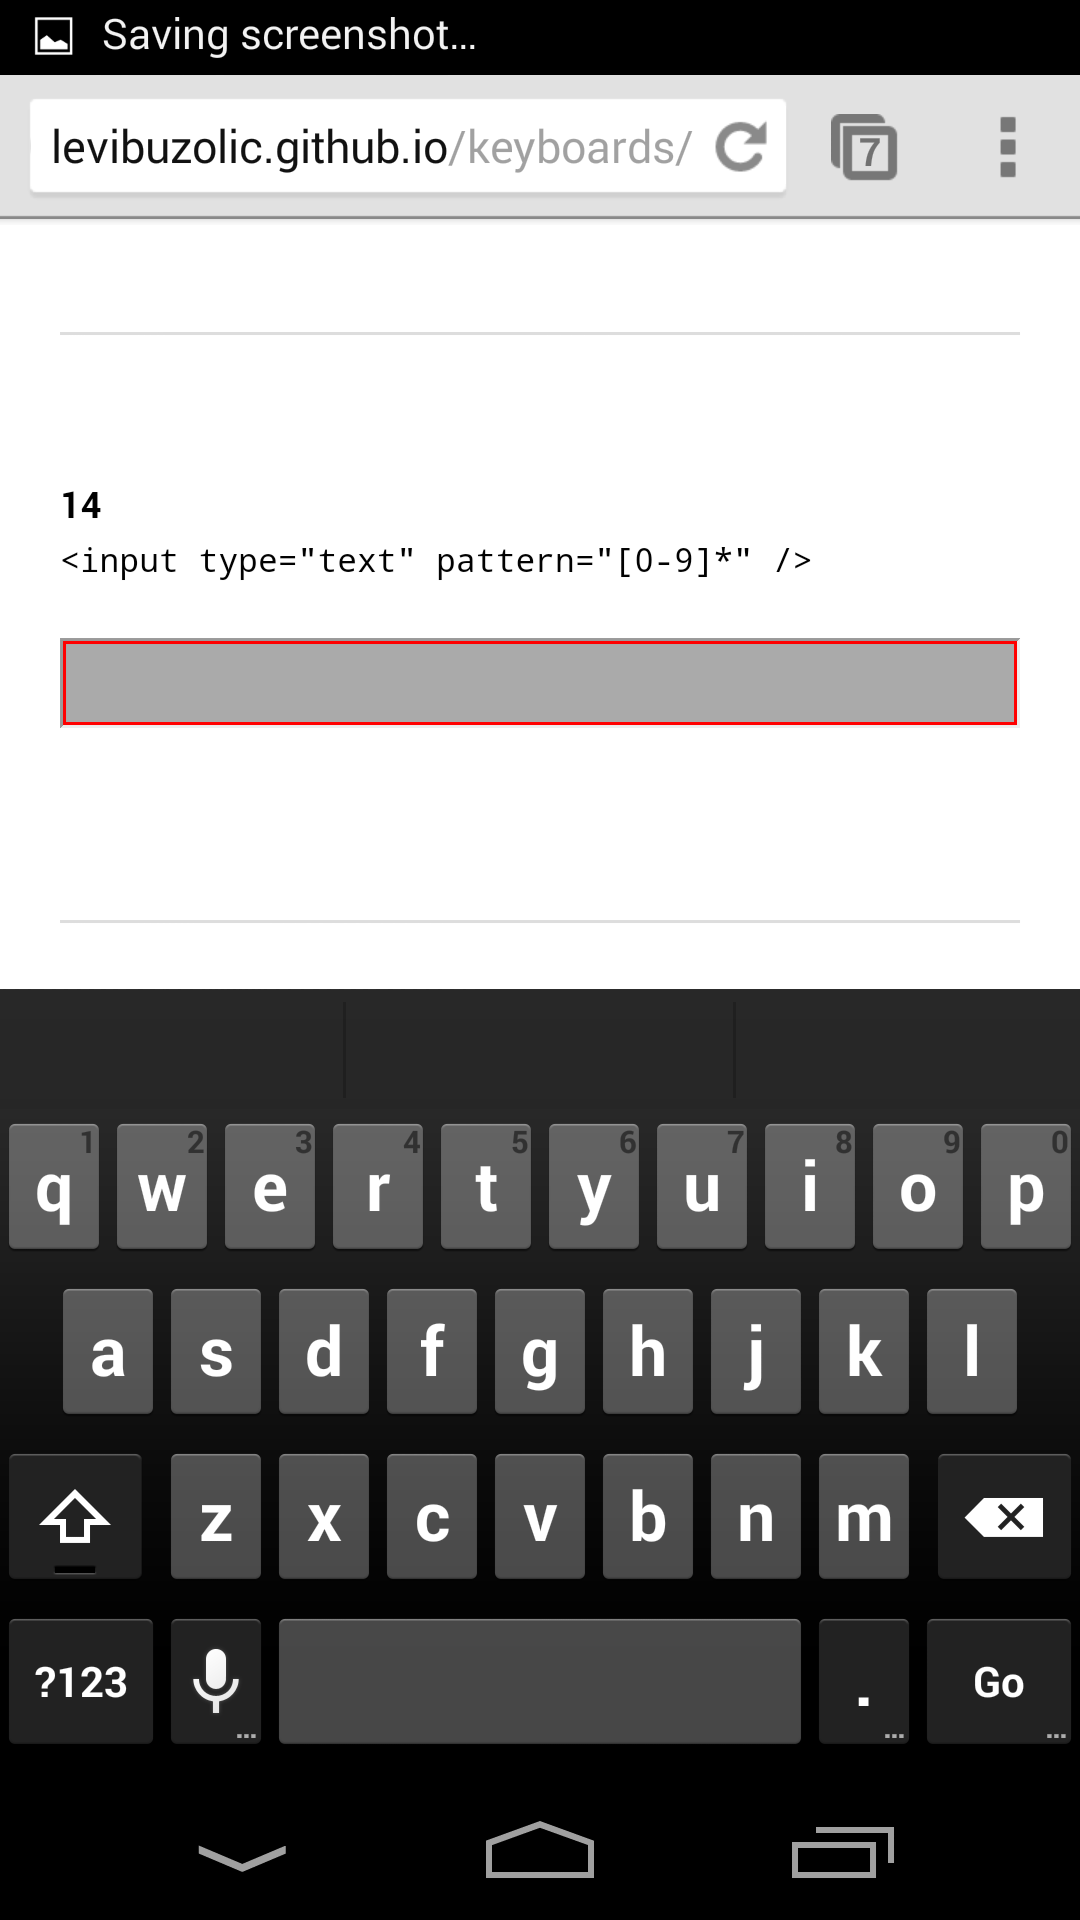 Saving screenshot...
levibuzolic.github.io/keyboards/
7
14
<input type="text" pattern="[0-9]*" />
1 2 3 4 5 6 7 8 9 0
q w e r t y u i o p
a s d f g h j k l
z x c v b n m
?123 . Go